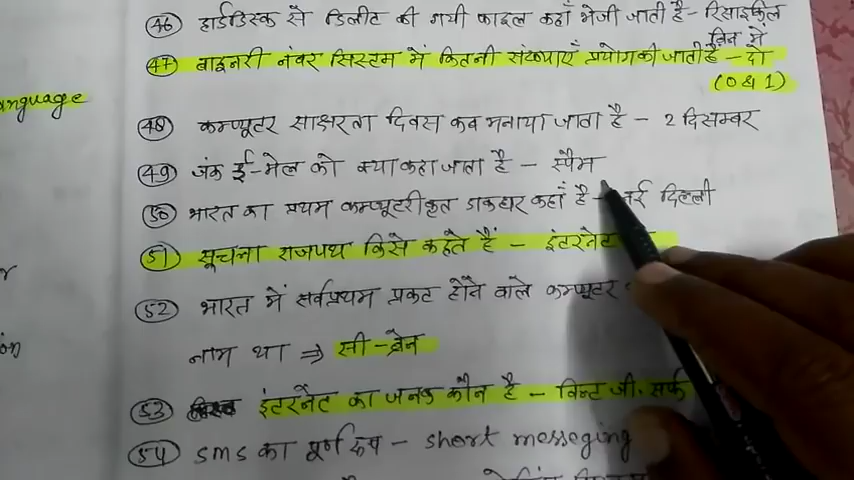 (46) हार्डडिस्क से डिलीट की गयी फाइल कहाँ भेजी जाती है - रिसाइकिल
बिन में
(47) बाइनरी नंबर सिस्टम में कितनी संख्याएँ प्रयोग की जाती है - दो
(0 & 1)
anguage
(48) कम्प्यूटर साक्षरता दिवस कब मनाया जाता है - 2 दिसम्बर
(49) जंक ई-मेल को क्या कहा जाता है - स्पैम
(50) भारत का प्रथम कम्प्यूटरीकृत डाकघर कहाँ है - नई दिल्ली
(51) सूचना राजपथ किसे कहते हैं - इंटरनेट
(52) भारत में सर्वप्रथम प्रकट होने वाले कम्प्यूटर
नाम था ⇒ सी-ब्रेन
(53) इंटरनेट का जनक कौन है - विन्ट जी. सर्फ
(54) SMS का पूर्ण रूप - short messeging